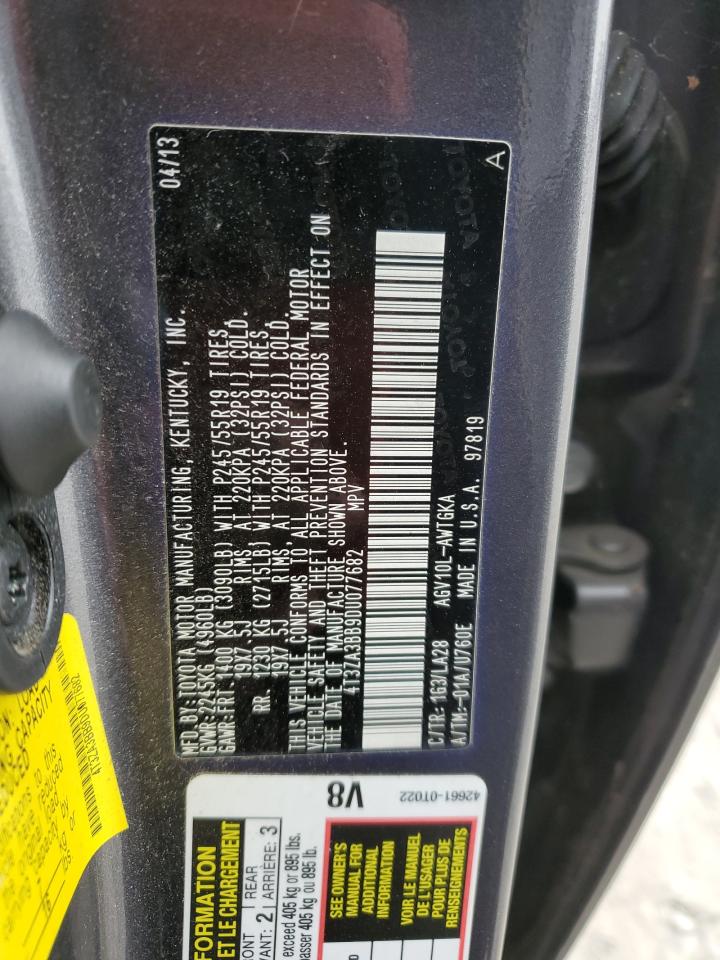 04/13
MFD.BY:TOYOTA MOTOR MANUFACTURING, KENTUCKY, INC.
GVWR:2245KG (4960LB)
GAWR:FRT. 1400 KG (3090LB) WITH P245/55R19 TIRES,
19X7.5J RIMS, AT 220KPA (32PSI) COLD.
RR. 1230 KG (2715LB) WITH P245/55R19 TIRES,
19X7.5J RIMS, AT 220KPA (32PSI) COLD.
THIS VEHICLE CONFORMS TO ALL APPLICABLE FEDERAL MOTOR
VEHICLE SAFETY AND THEFT PREVENTION STANDARDS IN EFFECT ON
THE DATE OF MANUFACTURE SHOWN ABOVE.
4T3ZA3BB9DU077682 MPV
C/TR:1G3/LA28 AGV10L-AWTGKA
A/TM:-01A/U760E MADE IN U.S.A. 97819
A
V8
42661-0T022
FORMATION
ET LE CHARGEMENT
REAR 3
VANT: 2 ARRIÈRE: 3
exceed 405 kg or 895 lbs.
405 kg ou 895 lb.
SEE OWNER'S
MANUAL FOR
ADDITIONAL
INFORMATION
VOIR LE MANUEL
DE L'USAGER
POUR PLUS DE
RENSEIGNEMENTS
CAPACITY
reduced